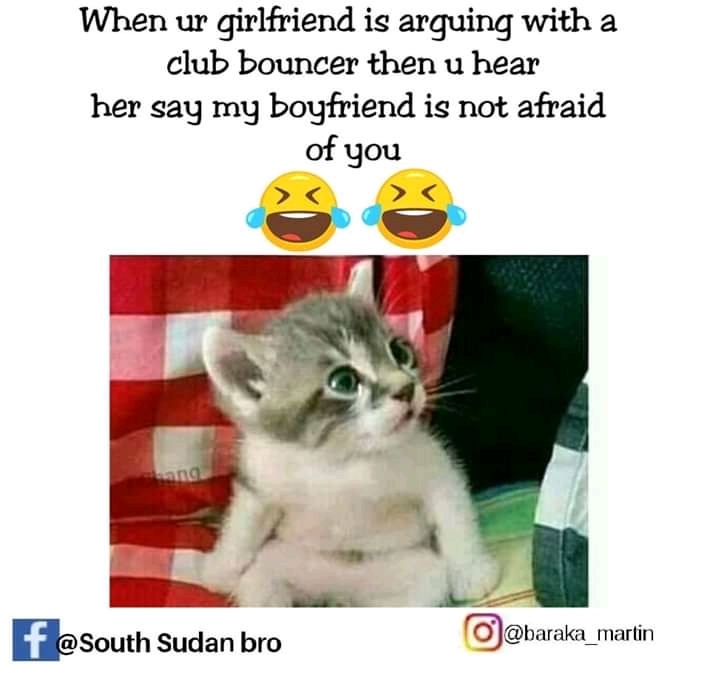 When ur girlfriend is arguing with a
club bouncer then u hear
her say my boyfriend is not afraid
of you
@South Sudan bro
@baraka_martin